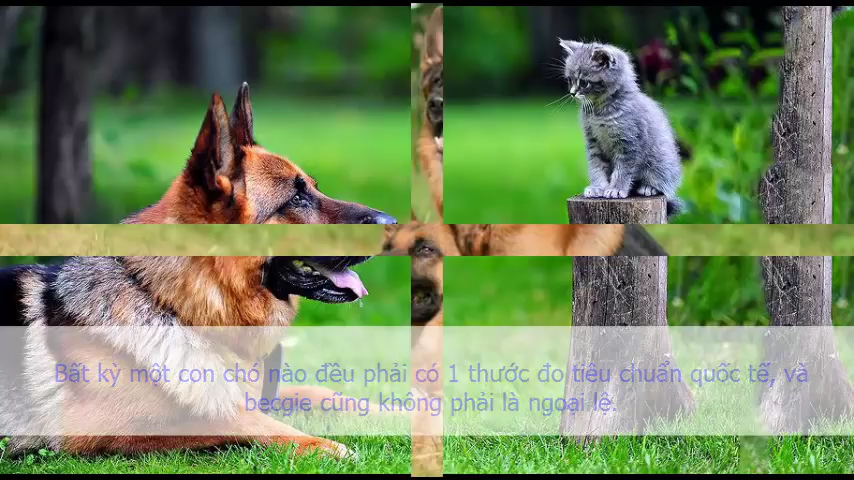 Bất kỳ một con chó nào đều phải có 1 thước đo tiêu chuẩn quốc tế, và
becgie cũng không phải là ngoại lệ.